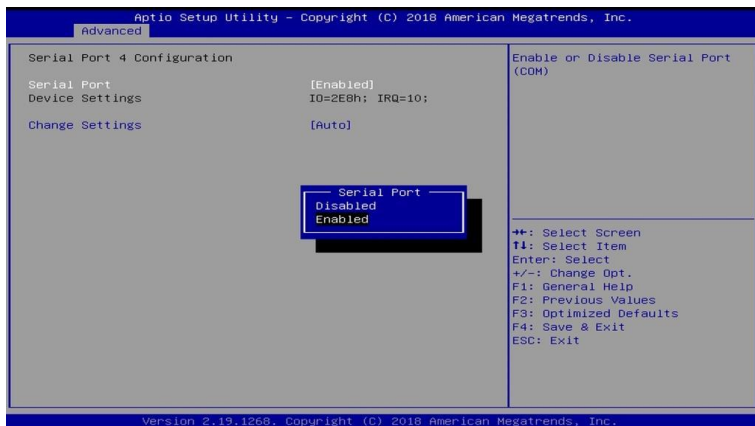 Aptio Setup Utility – Copyright (C) 2018 American Megatrends, Inc.
Advanced
Serial Port 4 Configuration
Serial Port [Enabled]
Device Settings IO=2E8h; IRQ=10;
Change Settings [Auto]
Serial Port
Disabled
Enabled
Enable or Disable Serial Port
(COM)
→←: Select Screen
↑↓: Select Item
Enter: Select
+/-: Change Opt.
F1: General Help
F2: Previous Values
F3: Optimized Defaults
F4: Save & Exit
ESC: Exit
Version 2.19.1268. Copyright (C) 2018 American Megatrends, Inc.